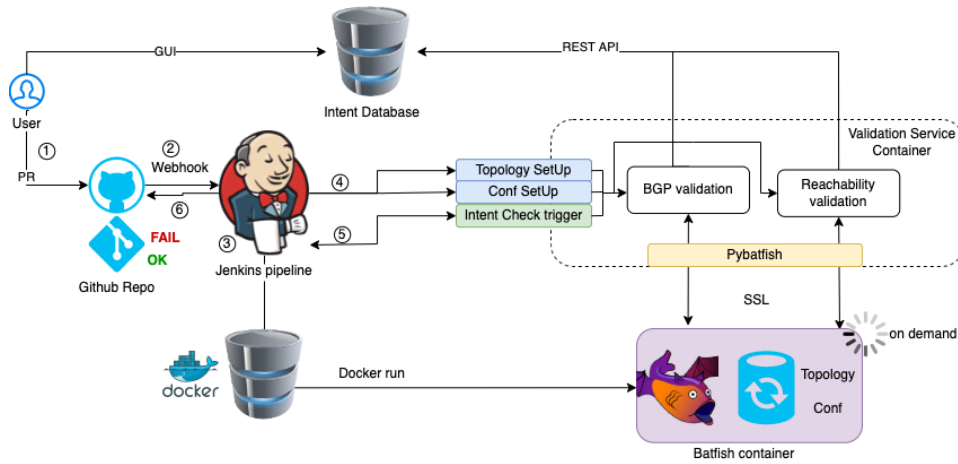 GUI
REST API
Intent Database
User
①
PR
②
Webhook
⑥
FAIL
OK
Github Repo
③
Jenkins pipeline
④
⑤
Topology SetUp
Conf SetUp
Intent Check trigger
Validation Service
Container
BGP validation
Reachability
validation
Pybatfish
SSL
on demand
docker
Docker run
Topology
Conf
Batfish container